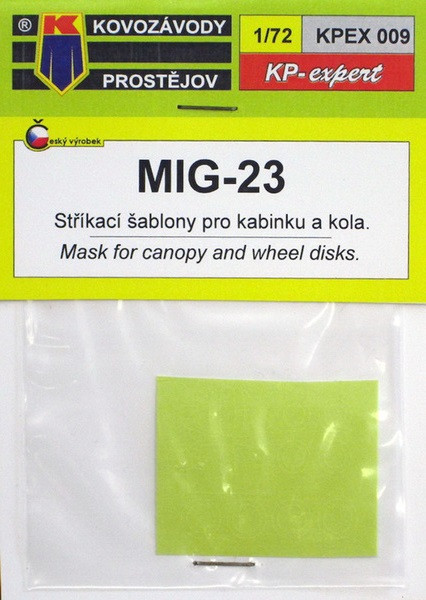 ® K KOVOZÁVODY
PROSTĚJOV
1/72 KPEX 009
KP-expert
Český výrobek
MIG-23
Stříkací šablony pro kabinku a kola.
Mask for canopy and wheel disks.